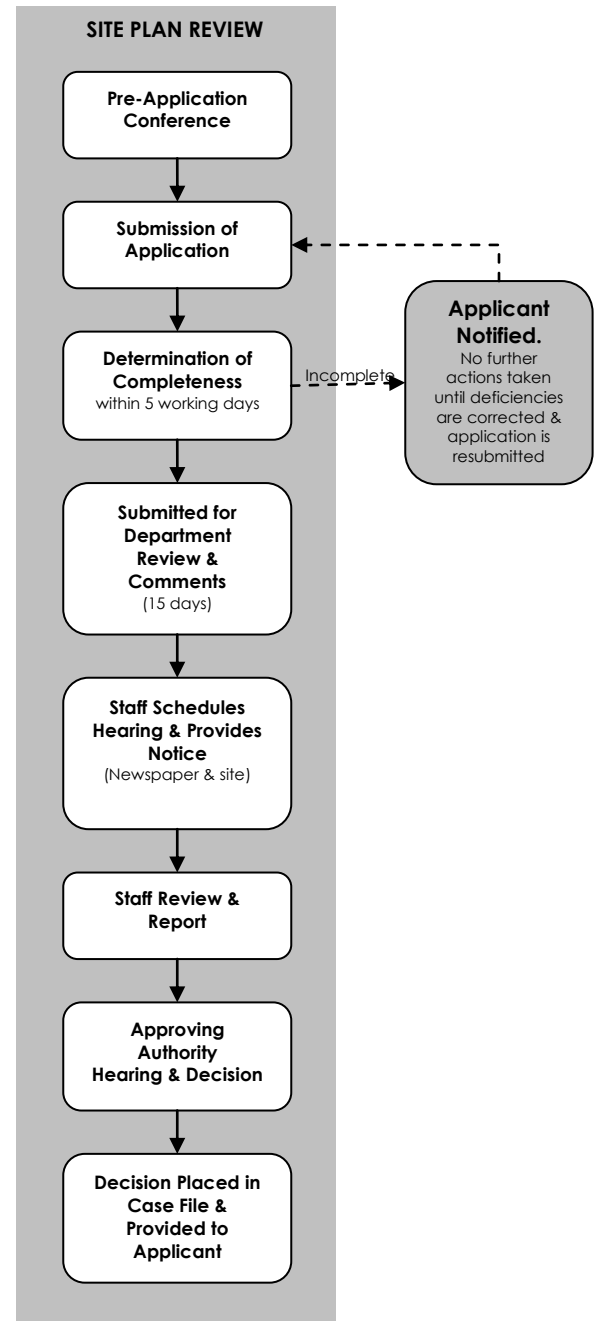 SITE PLAN REVIEW
Pre-Application
Conference
Submission of
Application
Determination of
Completeness
within 5 working days
Incomplete
Applicant
Notified.
No further
actions taken
until deficiencies
are corrected &
application is
resubmitted
Submitted for
Department
Review &
Comments
(15 days)
Staff Schedules
Hearing & Provides
Notice
(Newspaper & site)
Staff Review &
Report
Approving
Authority
Hearing & Decision
Decision Placed in
Case File &
Provided to
Applicant